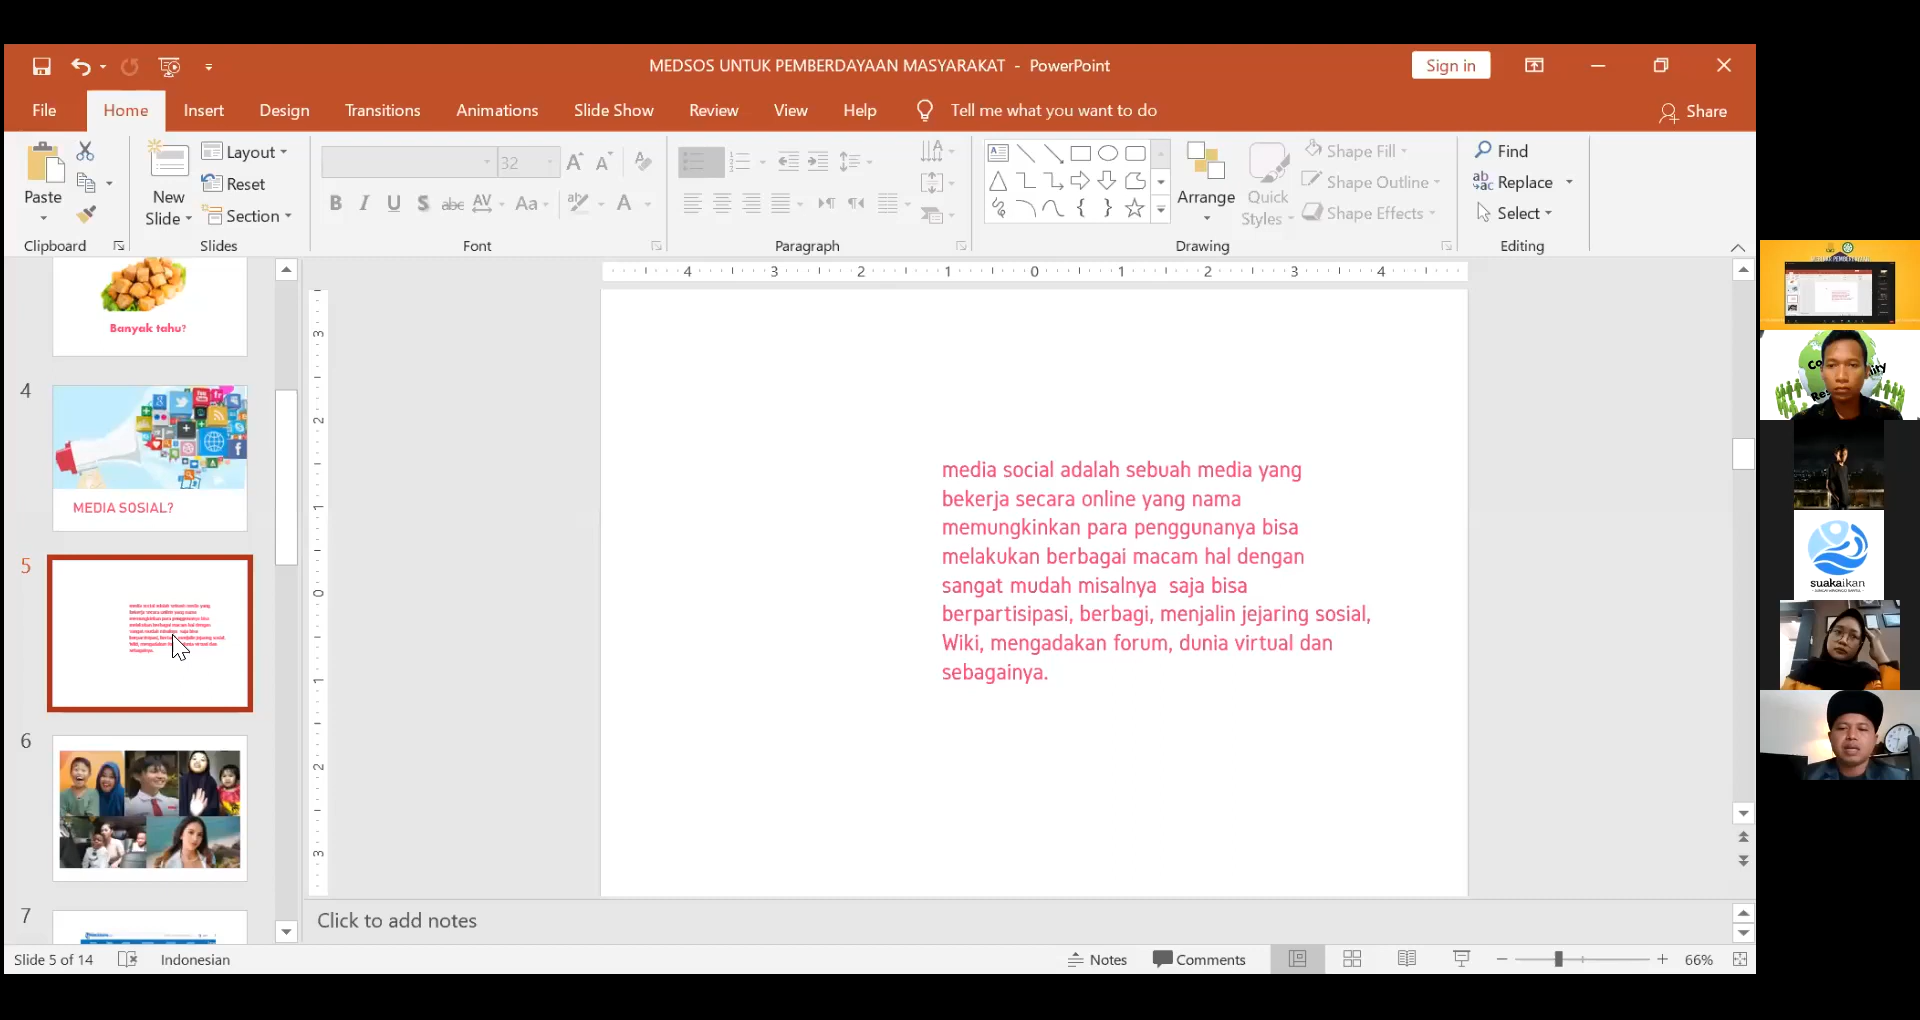 MEDSOS UNTUK PEMBERDAYAAN MASYARAKAT - PowerPoint
Sign in
File Home Insert Design Transitions Animations Slide Show Review View Help Tell me what you want to do Share
Paste
New Slide
Layout
Reset
Section
32
Find
Replace
Select
Arrange
Quick Styles
Shape Fill
Shape Outline
Shape Effects
Clipboard Slides Font Paragraph Drawing Editing
Banyak tahu?
4
MEDIA SOSIAL?
5
6
7
media social adalah sebuah media yang
bekerja secara online yang nama
memungkinkan para penggunanya bisa
melakukan berbagai macam hal dengan
sangat mudah misalnya saja bisa
berpartisipasi, berbagi, menjalin jejaring sosial,
Wiki, mengadakan forum, dunia virtual dan
sebagainya.
Click to add notes
Slide 5 of 14 Indonesian Notes Comments 66%
suakaikan